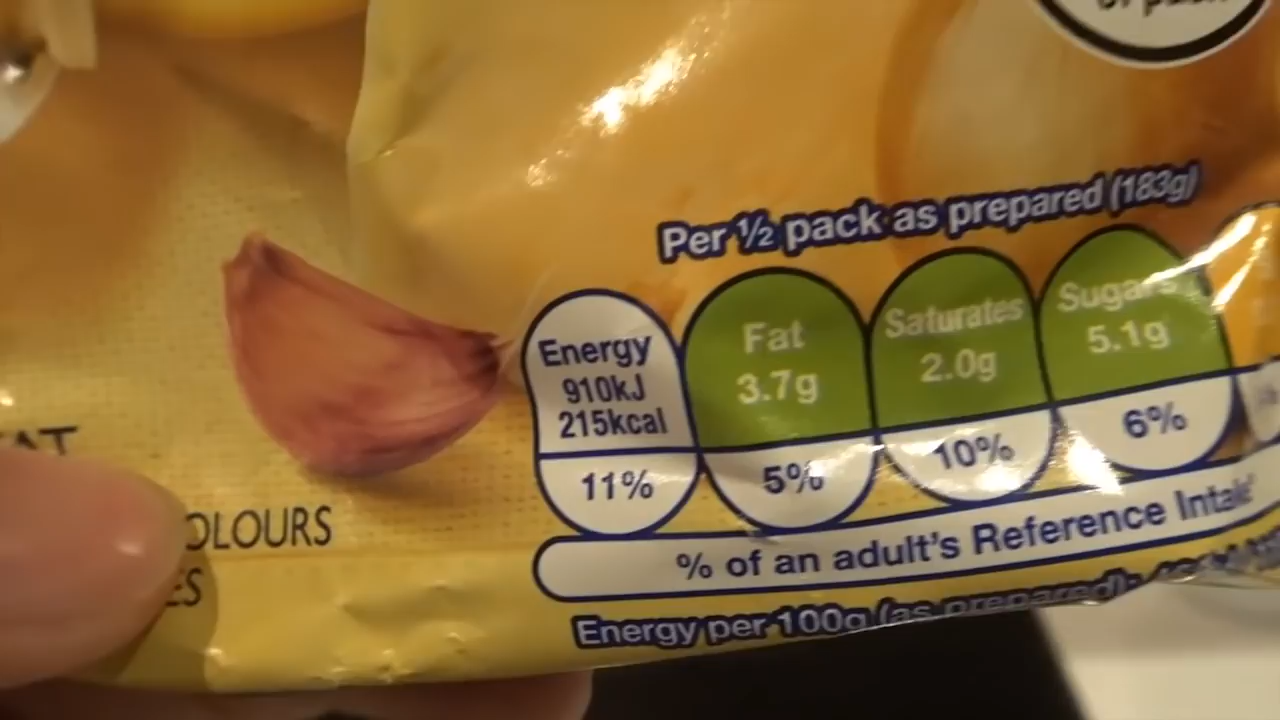 Per ½ pack as prepared (183g)
Energy
910kJ
215kcal
11%
Fat
3.7g
5%
Saturates
2.0g
10%
Sugars
5.1g
6%
% of an adult's Reference Intake
Energy per 100g (as prepared):